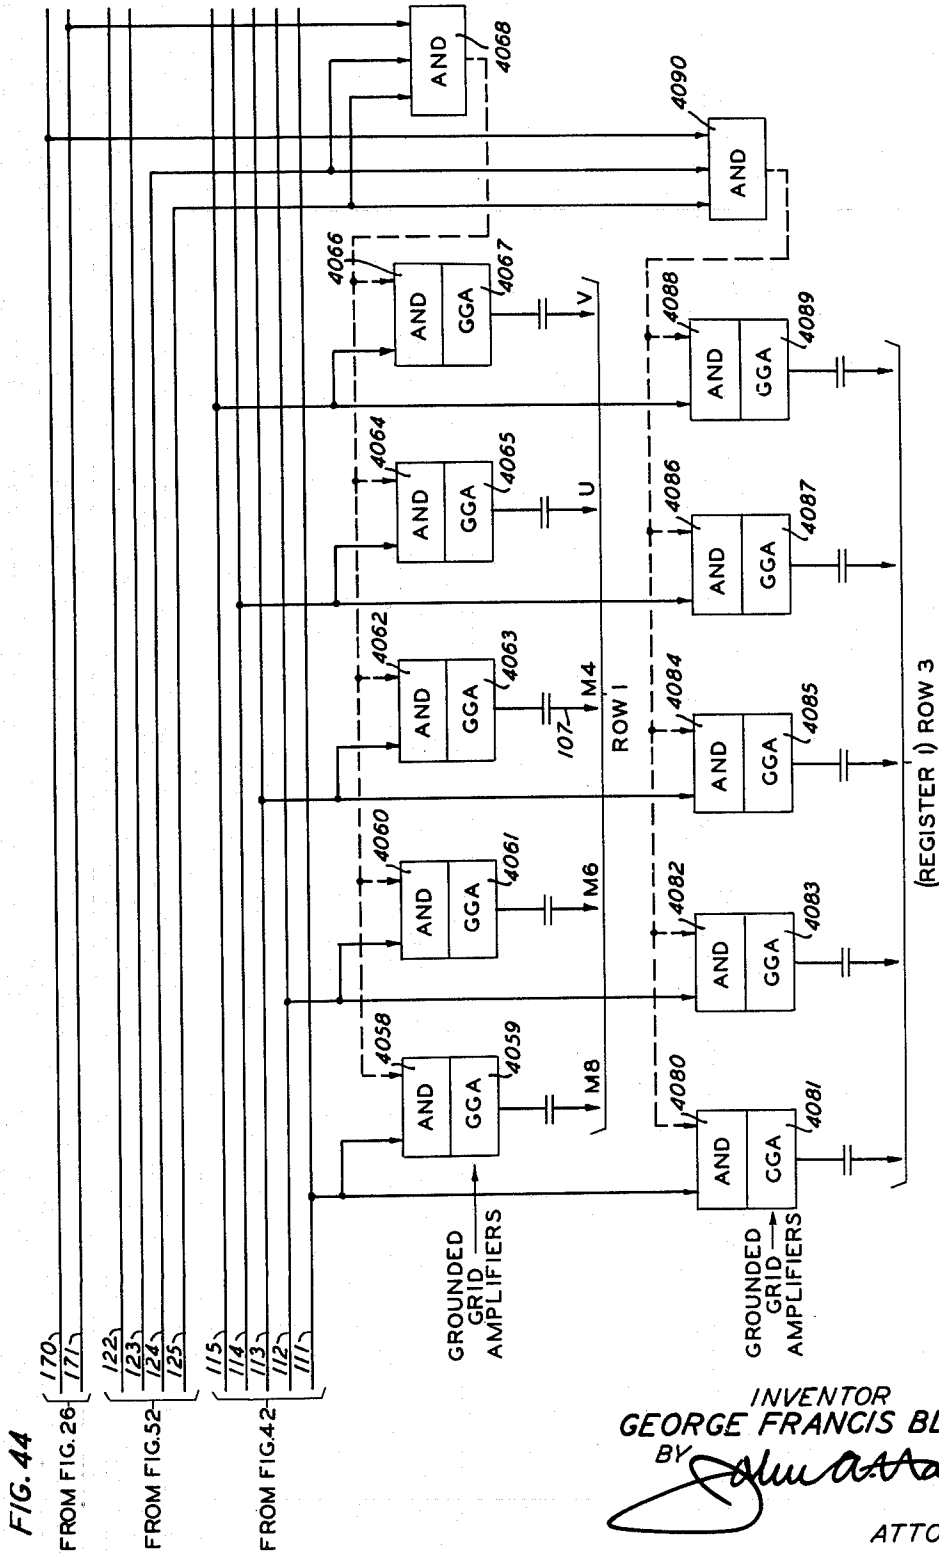 FIG. 44
FROM FIG. 26
170
171
FROM FIG. 52
122
123
124
125
FROM FIG. 42
115
114
113
112
111
AND
4068
AND
4090
4058
AND
GGA
4059
4060
AND
GGA
4061
4062
AND
GGA
4063
4064
AND
GGA
4065
4066
AND
GGA
4067
GROUNDED
GRID
AMPLIFIERS
M8
M6
107
M4
U
V
ROW 1
4080
AND
GGA
4081
4082
AND
GGA
4083
4084
AND
GGA
4085
4086
AND
GGA
4087
4088
AND
GGA
4089
GROUNDED
GRID
AMPLIFIERS
(REGISTER 1) ROW 3
INVENTOR
GEORGE FRANCIS
BY